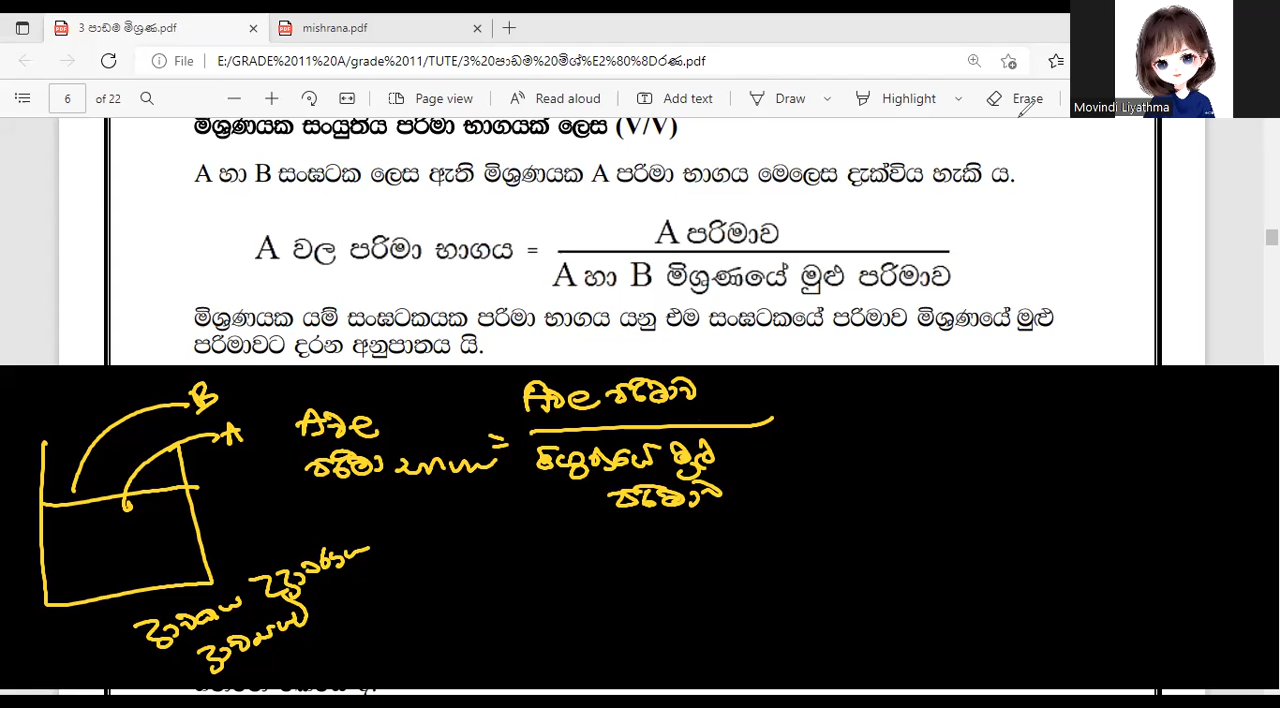 3 පාඩම මිශ්‍රණ.pdf
mishrana.pdf
File
E:/GRADE%2011%20A/grade%2011/TUTE/3%20පාඩම%20මිශ්%E2%80%8Dරණ.pdf
6 of 22
Page view
Read aloud
Add text
Draw
Highlight
Erase
Movindi Liyathma
මිශ්‍රණයක සංයුතිය පරිමා භාගයක් ලෙස (V/V)
A හා B සංඝටක ලෙස ඇති මිශ්‍රණයක A පරිමා භාගය මෙලෙස දැක්විය හැකි ය.
A වල පරිමා භාගය = A පරිමාව
A හා B මිශ්‍රණයේ මුළු පරිමාව
මිශ්‍රණයක යම් සංඝටකයක පරිමා භාගය යනු එම සංඝටකයේ පරිමාව මිශ්‍රණයේ මුළු
පරිමාවට දරන අනුපාතය යි.
B
A
A වල
පරිමා භාගය
=
A වල පරිමාව
මිශ්‍රණයේ මුළු
පරිමාව